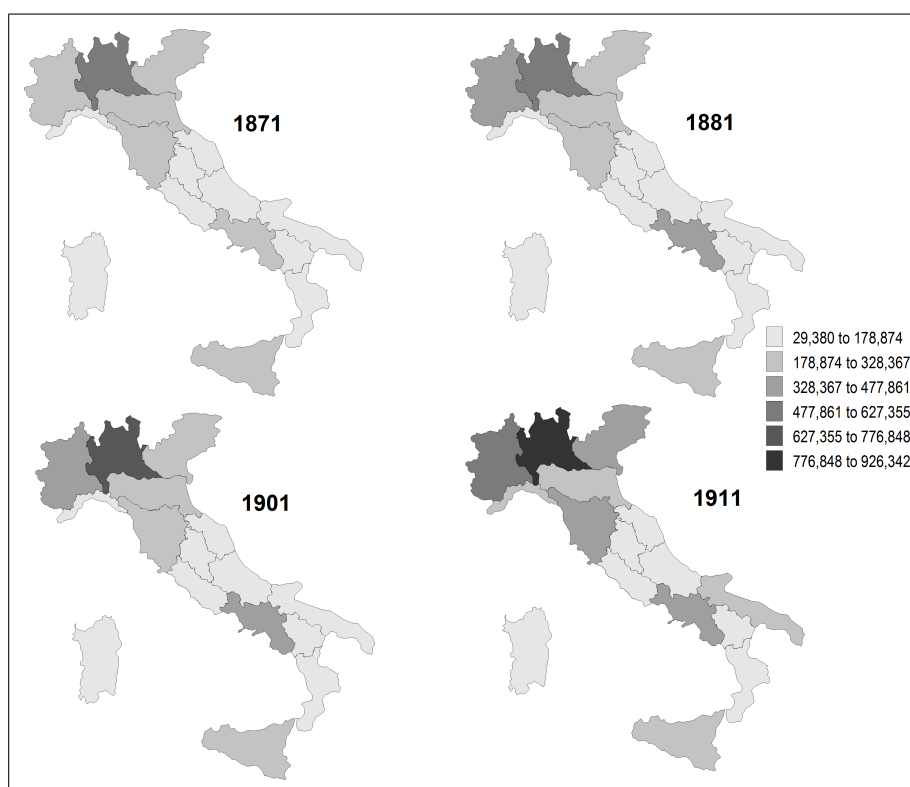 1871
1881
29,380 to 178,874
178,874 to 328,367
328,367 to 477,861
477,861 to 627,355
627,355 to 776,848
776,848 to 926,342
1901
1911